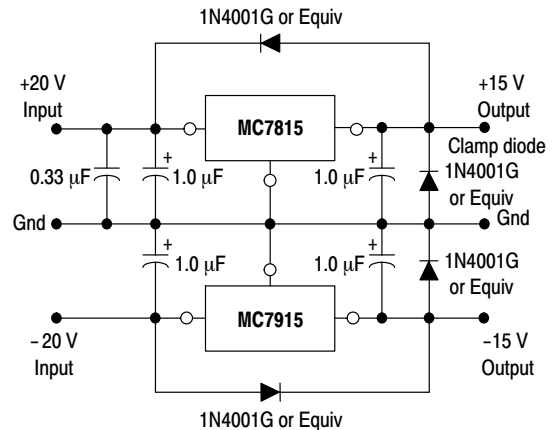 1N4001G or Equiv
+20 V
Input
+15 V
Output
MC7815
Clamp diode
+
+
0.33 µF
1.0 µF
1.0 µF
1N4001G
or Equiv
Gnd
Gnd
+
+
1.0 µF
1.0 µF
1N4001G
or Equiv
MC7915
−20 V
Input
−15 V
Output
1N4001G or Equiv